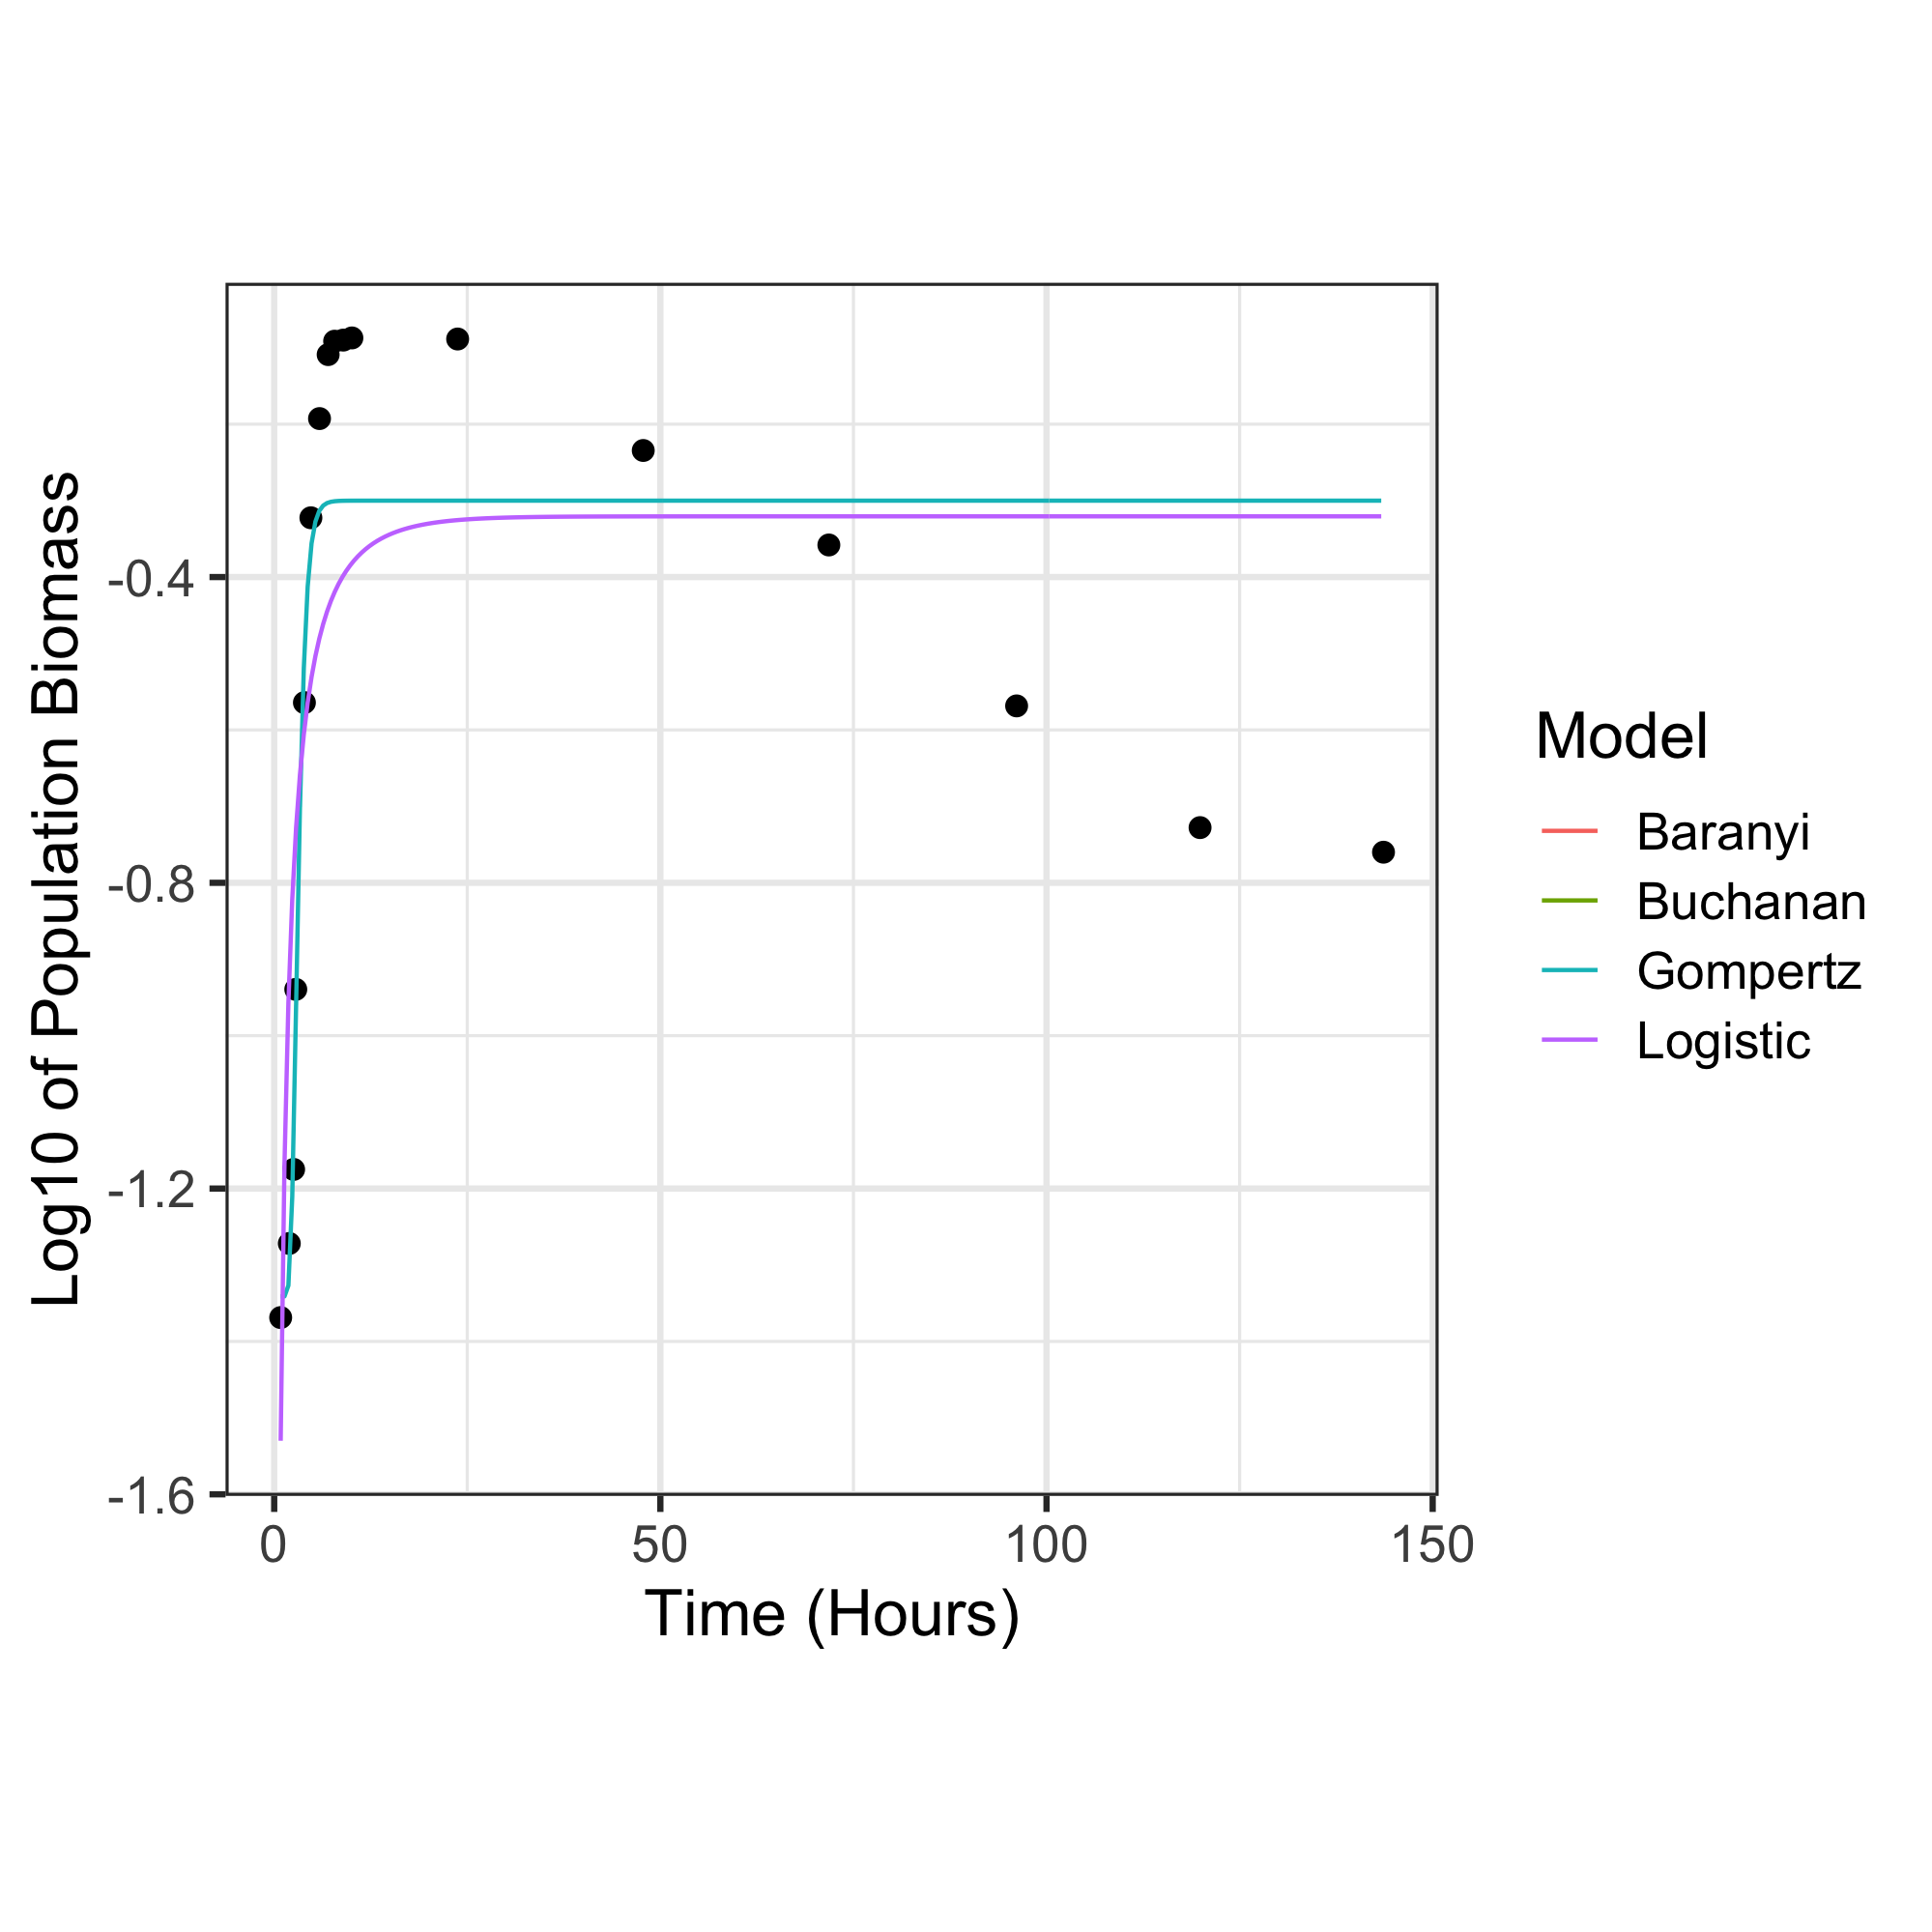 Log10 of Population Biomass
-0.4
-0.8
-1.2
-1.6
0 50 100 150
Time (Hours)
Model
Baranyi
Buchanan
Gompertz
Logistic